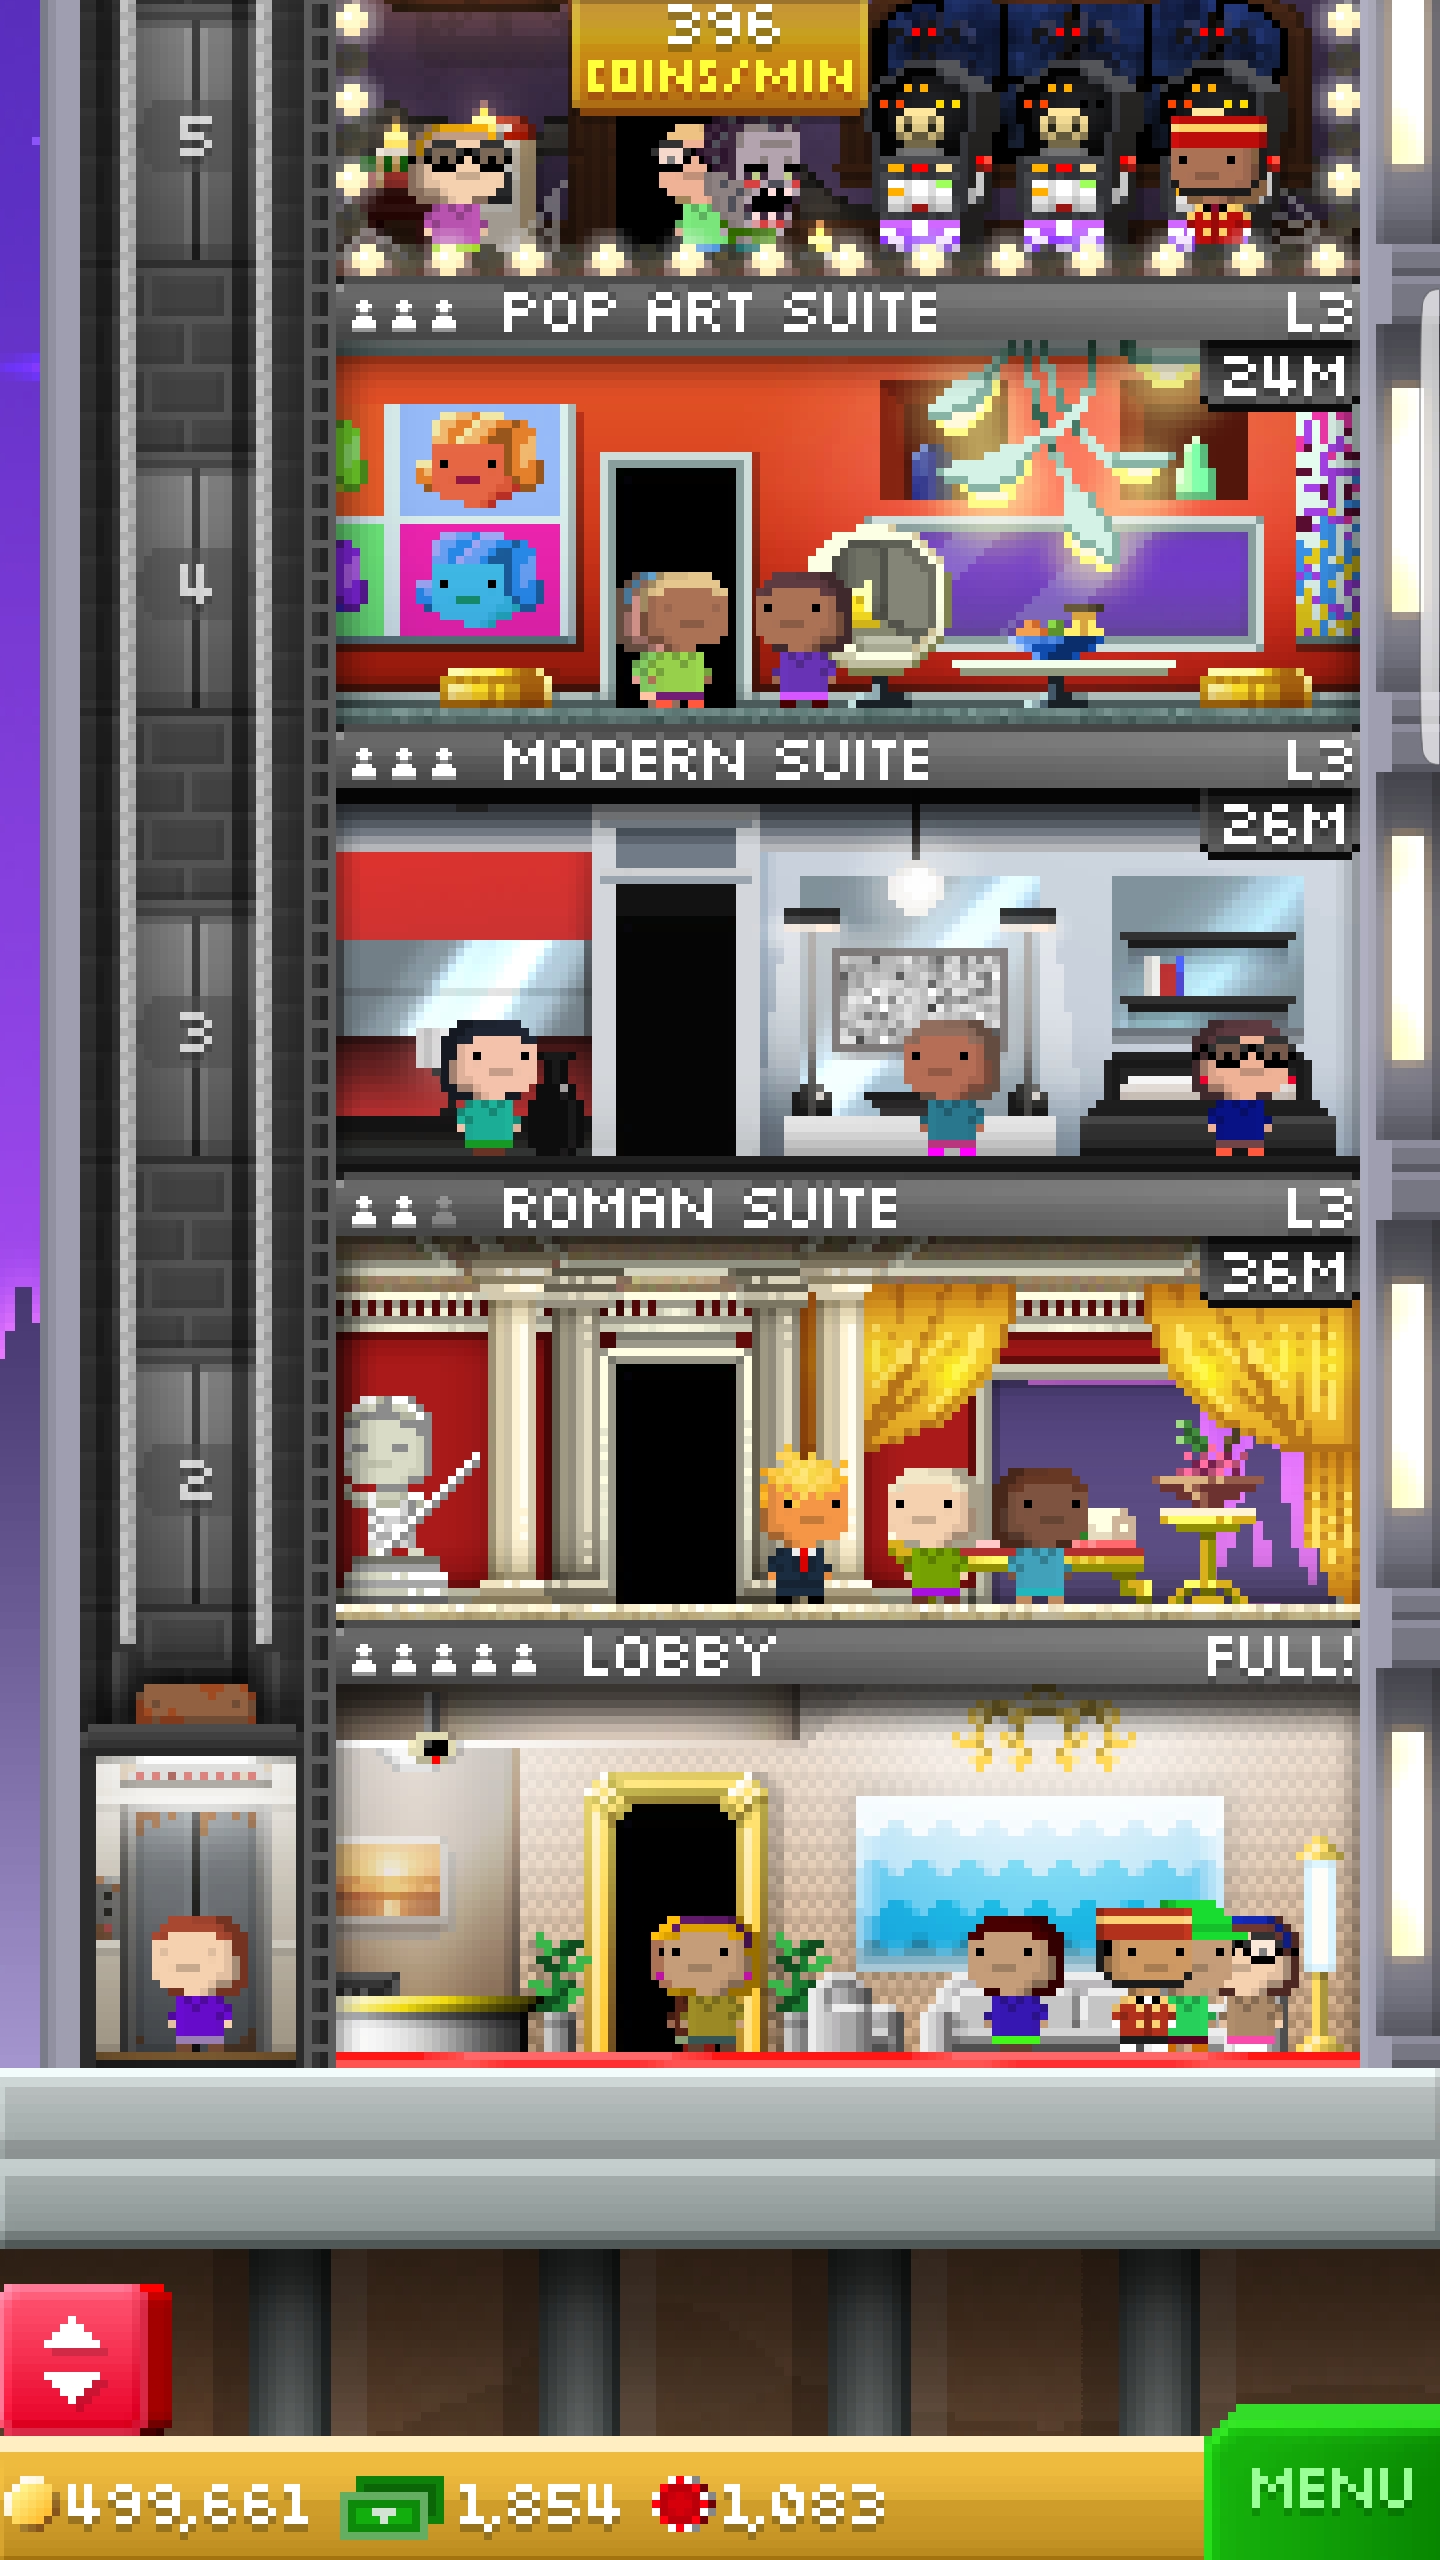 396
COINS/MIN
5
POP ART SUITE L3
24M
4
MODERN SUITE L3
26M
3
ROMAN SUITE L3
36M
2
LOBBY FULL!
499,661 1,854 1,083
MENU